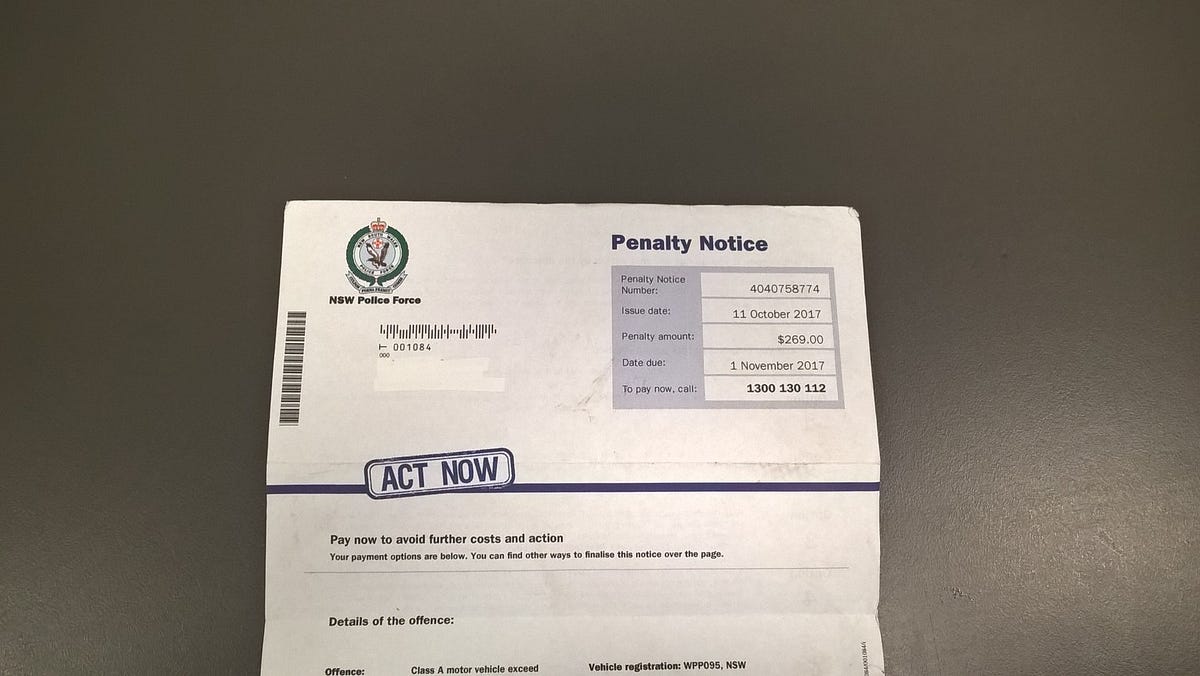 Penalty Notice
NSW Police Force
Penalty Notice
Number:
4040758774
Issue date:
11 October 2017
Penalty amount:
$269.00
Date due:
1 November 2017
To pay now, call:
1300 130 112
001084
000
ACT NOW
Pay now to avoid further costs and action
Your payment options are below. You can find other ways to finalise this notice over the page.
Details of the offence:
Offence:
Class A motor vehicle exceed
Vehicle registration: WPP095, NSW